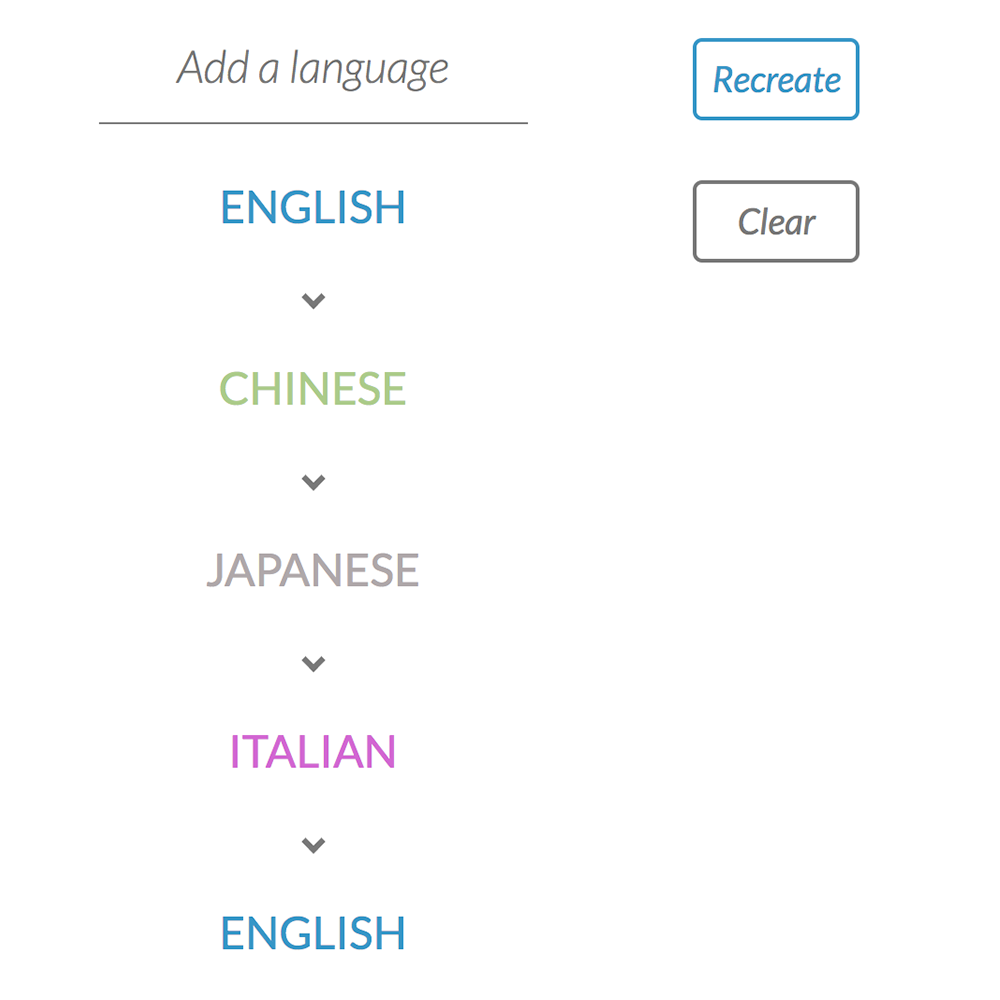 Add a language
Recreate
ENGLISH
Clear
CHINESE
JAPANESE
ITALIAN
ENGLISH